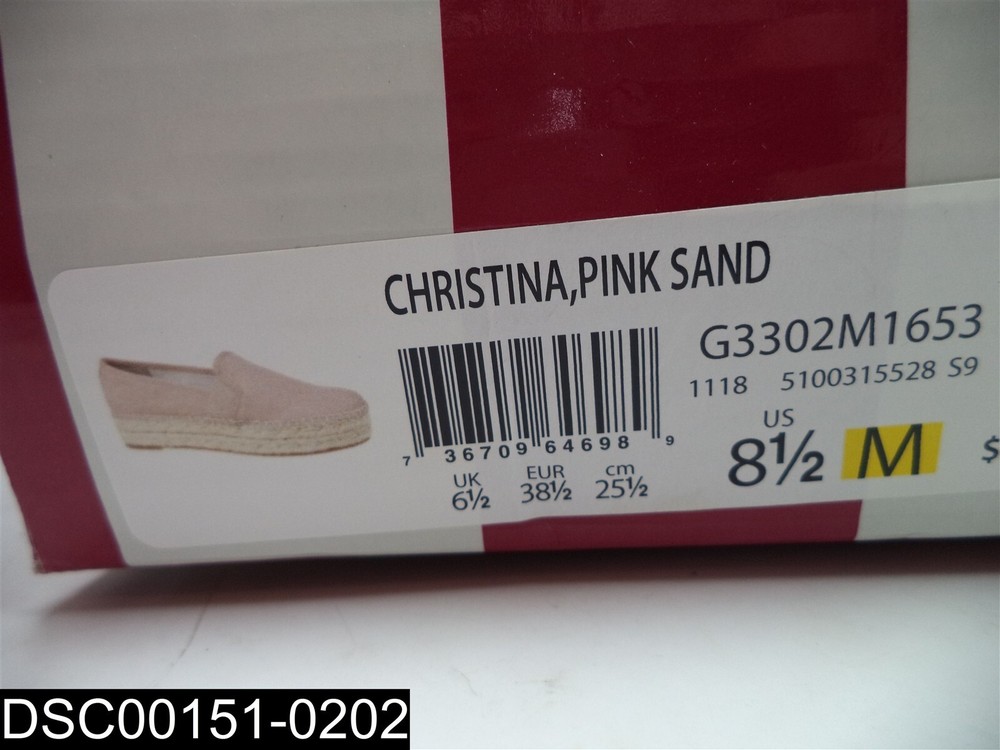 CHRISTINA,PINK SAND
G3302M1653
1118 5100315528 S9
7 36709 64698 9
US
8½ M $
UK EUR cm
6½ 38½ 25½
DSC00151-0202